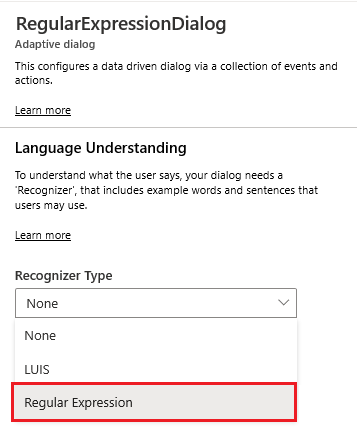 RegularExpressionDialog
Adaptive dialog
This configures a data driven dialog via a collection of events and
actions.
Learn more
Language Understanding
To understand what the user says, your dialog needs a
'Recognizer', that includes example words and sentences that
users may use.
Learn more
Recognizer Type
None
None
LUIS
Regular Expression